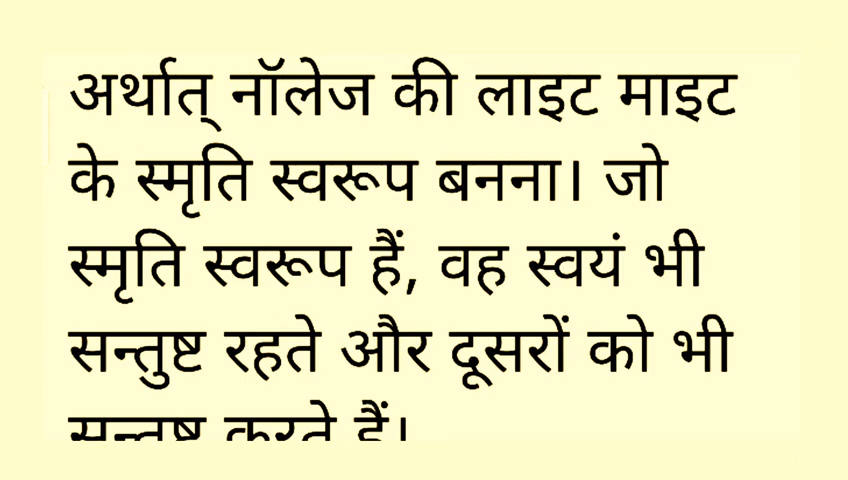 अर्थात् नॉलेज की लाइट माइट
के स्मृति स्वरूप बनना। जो
स्मृति स्वरूप हैं, वह स्वयं भी
सन्तुष्ट रहते और दूसरों को भी
सन्तुष्ट करते हैं।